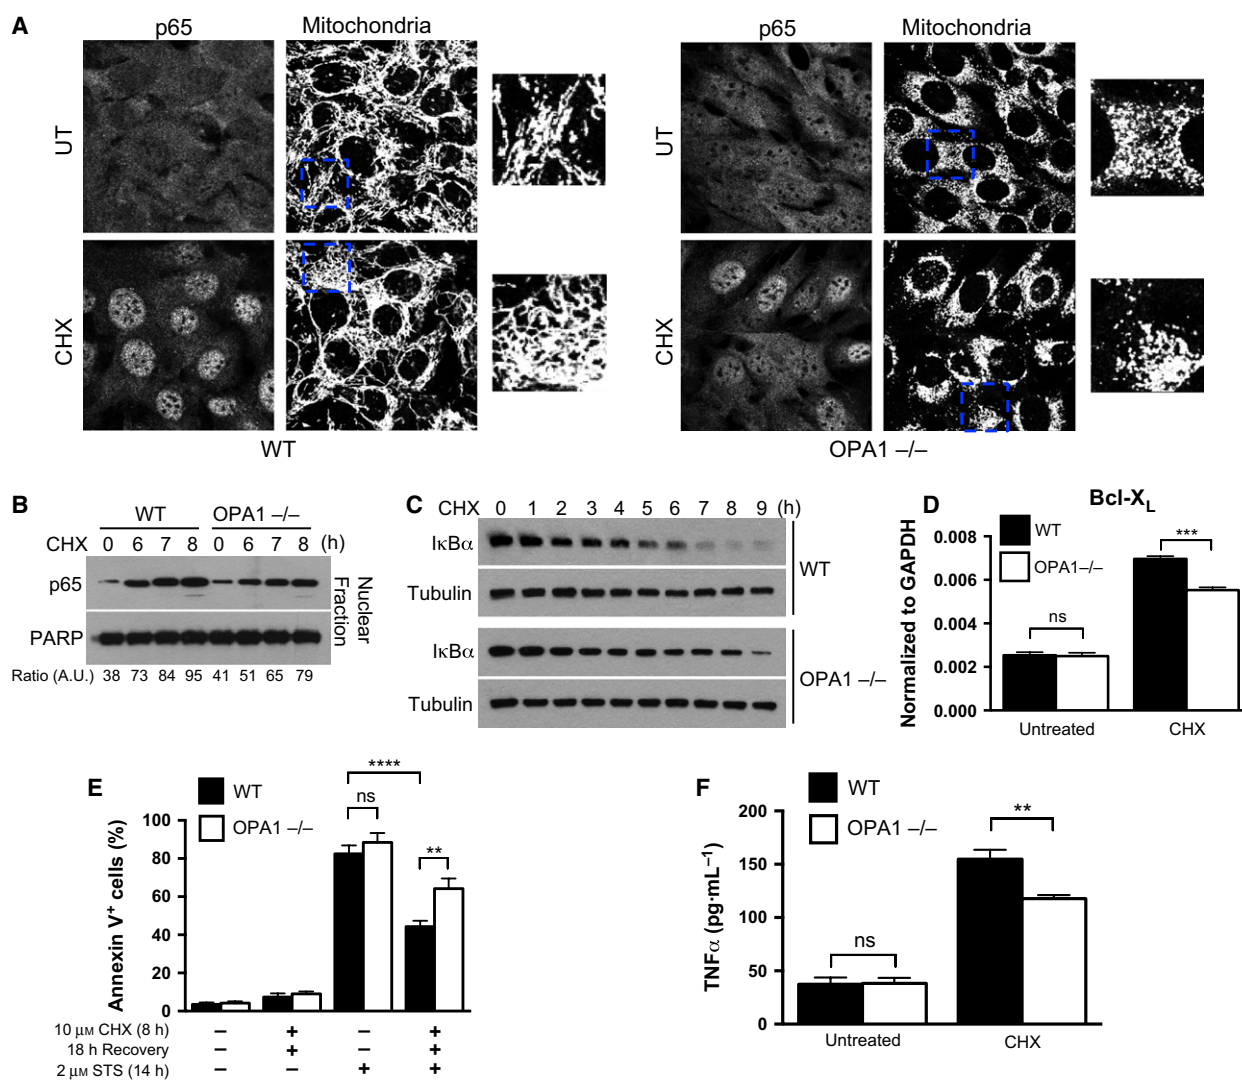 A
p65
Mitochondria
p65
Mitochondria
UT
UT
CHX
CHX
WT
OPA1 –/–
B
WT
OPA1 –/–
CHX 0 6 7 8 0 6 7 8 (h)
p65
PARP
Nuclear
Fraction
Ratio (A.U.) 38 73 84 95 41 51 65 79
C
CHX 0 1 2 3 4 5 6 7 8 9 (h)
IκBα
Tubulin
WT
IκBα
Tubulin
OPA1 –/–
D
Bcl-XL
WT
OPA1–/–
Normalized to GAPDH
0.008
0.006
0.004
0.002
0.000
ns
***
Untreated
CHX
E
WT
OPA1 –/–
Annexin V+ cells (%)
100
80
60
40
20
0
****
ns
**
10 μM CHX (8 h) – + – +
18 h Recovery – + – +
2 μM STS (14 h) – – + +
F
WT
OPA1 –/–
TNFα (pg·mL–1)
200
150
100
50
0
ns
**
Untreated
CHX